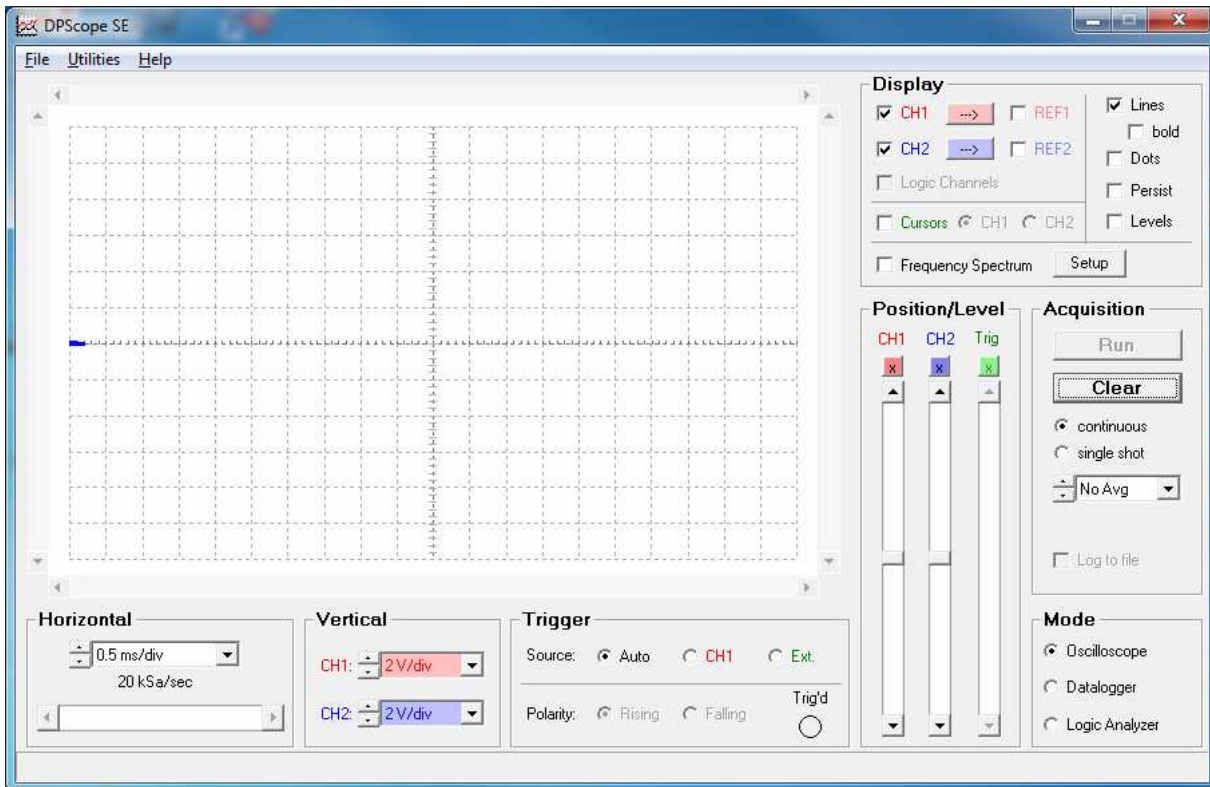 DPScope SE
File Utilities Help
Display
CH1 ---> REF1
CH2 ---> REF2
Logic Channels
Cursors CH1 CH2
Frequency Spectrum Setup
Lines
bold
Dots
Persist
Levels
Position/Level
CH1 CH2 Trig
x x x
Acquisition
Run
Clear
continuous
single shot
No Avg
Log to file
Horizontal
0.5 ms/div
20 kSa/sec
Vertical
CH1: 2 V/div
CH2: 2 V/div
Trigger
Source: Auto CH1 Ext.
Polarity: Rising Falling
Trig'd
Mode
Oscilloscope
Datalogger
Logic Analyzer